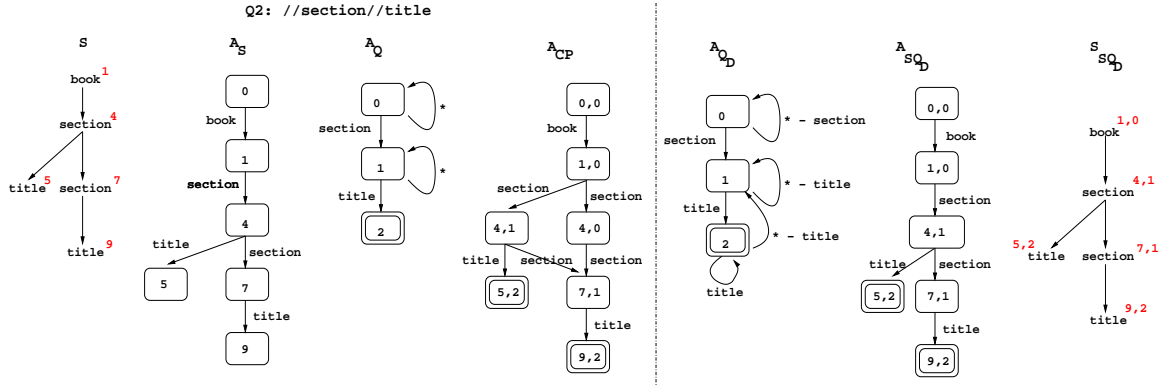 Q2: //section//title
S
book 1
section 4
title 5 section 7
title 9
A S
0
book
1
section
4
title section
5 7
title
9
A Q
0
*
section
1
*
title
2
A CP
0,0
book
1,0
section section
4,1 4,0
title section section
5,2 7,1
title
9,2
A Q D
0
* - section
section
1
* - title
title
2
* - title
title
A SQ D
0,0
book
1,0
section
4,1
title section
5,2 7,1
title
9,2
S SQ D
1,0
book
section 4,1
5,2
title section 7,1
title 9,2